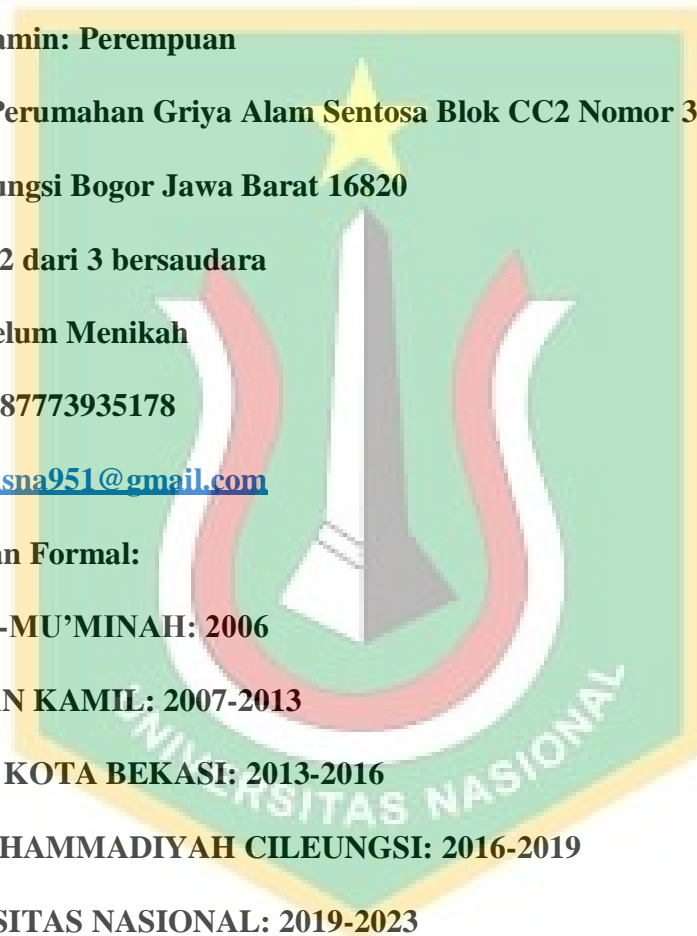 amin: Perempuan
Perumahan Griya Alam Sentosa Blok CC2 Nomor 3
ungsi Bogor Jawa Barat 16820
2 dari 3 bersaudara
elum Menikah
87773935178
sna951@gmail.com
an Formal:
-MU’MINAH: 2006
AN KAMIL: 2007-2013
KOTA BEKASI: 2013-2016
HAMMADIYAH CILEUNGSI: 2016-2019
SITAS NASIONAL: 2019-2023
UNIVERSITAS NASIONAL